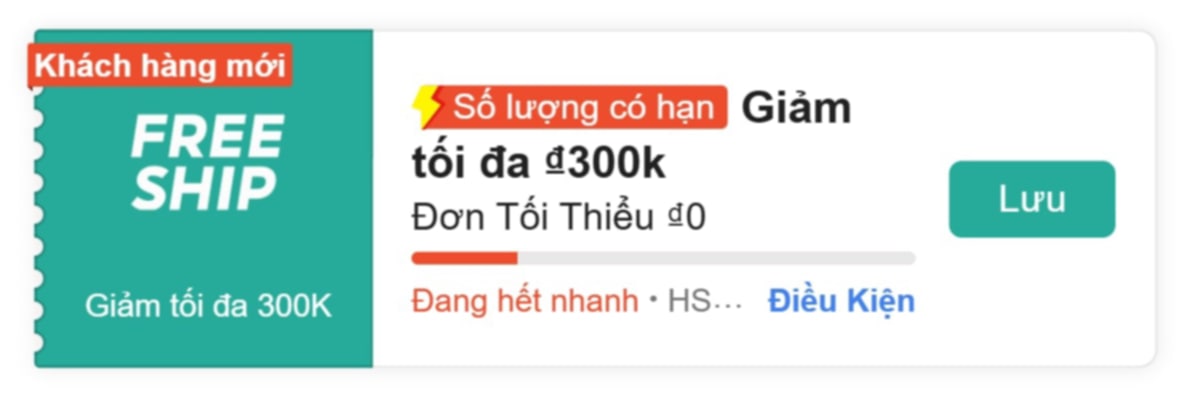 Khách hàng mới
FREE
SHIP
Giảm tối đa 300K
Số lượng có hạn Giảm
tối đa ₫300k
Đơn Tối Thiểu ₫0
Đang hết nhanh • HS... Điều Kiện
Lưu